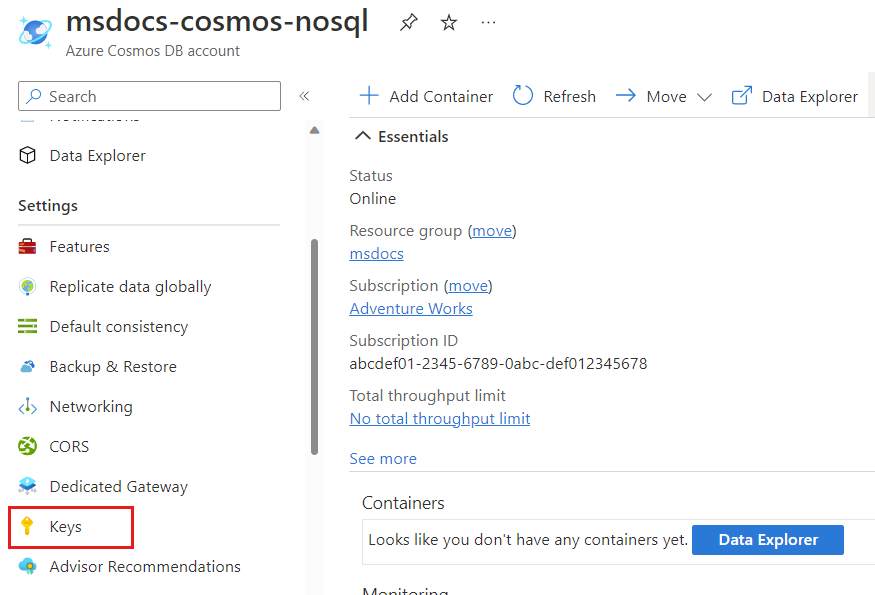 msdocs-cosmos-nosql
Azure Cosmos DB account
Search
Notifications
Data Explorer
Settings
Features
Replicate data globally
Default consistency
Backup & Restore
Networking
CORS
Dedicated Gateway
Keys
Advisor Recommendations
Add Container
Refresh
Move
Data Explorer
Essentials
Status
Online
Resource group (move)
msdocs
Subscription (move)
Adventure Works
Subscription ID
abcdef01-2345-6789-0abc-def012345678
Total throughput limit
No total throughput limit
See more
Containers
Looks like you don't have any containers yet. Data Explorer
Monitoring